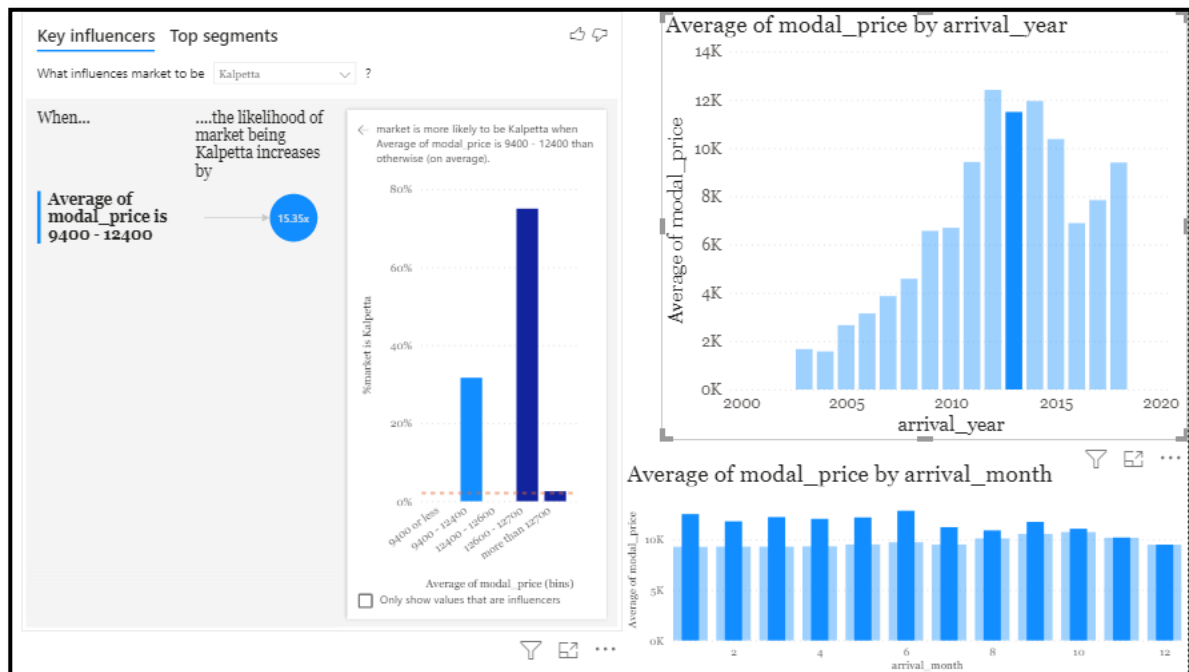 Key influencers Top segments
What influences market to be Kalpetta ?
When...
....the likelihood of
market being
Kalpetta increases
by
Average of
modal_price is
9400 - 12400
15.35x
market is more likely to be Kalpetta when
Average of modal_price is 9400 - 12400 than
otherwise (on average).
80%
60%
40%
20%
0%
%market is Kalpetta
9400 or less
9400 - 12400
12400 - 12600
12600 - 12700
more than 12700
Average of modal_price (bins)
Only show values that are influencers
Average of modal_price by arrival_year
14K
12K
10K
8K
6K
4K
2K
0K
Average of modal_price
2000 2005 2010 2015 2020
arrival_year
Average of modal_price by arrival_month
10K
5K
0K
Average of modal_price
2 4 6 8 10 12
arrival_month